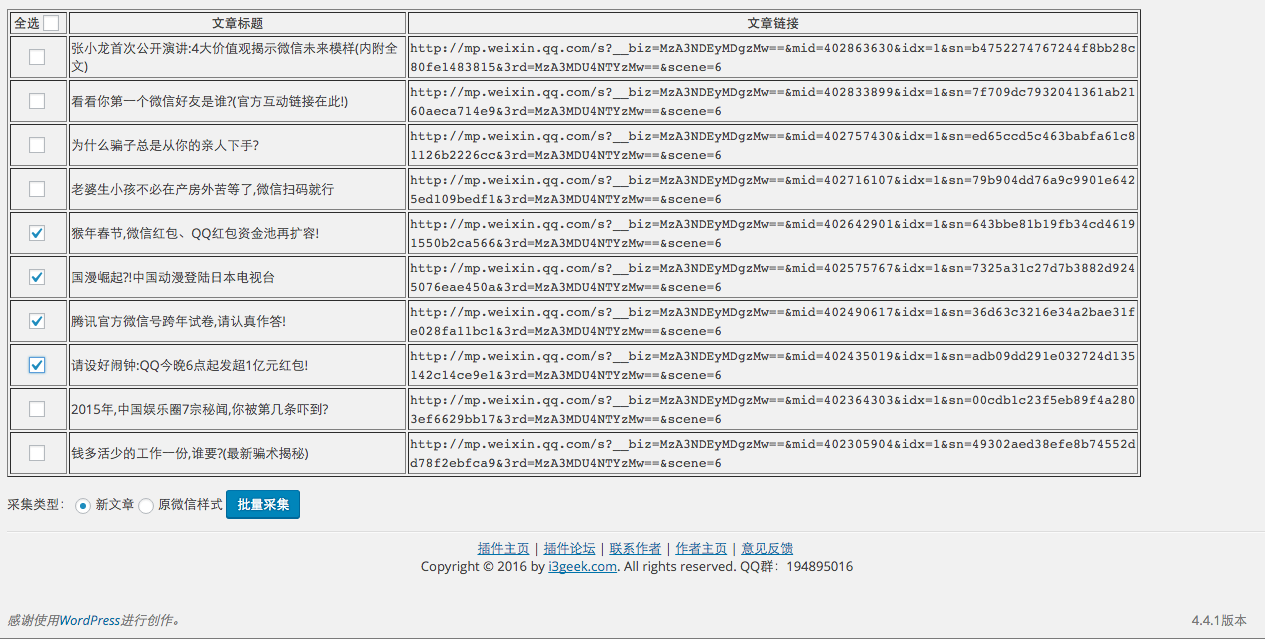 全选 文章标题 文章链接
张小龙首次公开演讲:4大价值观揭示微信未来模样(内附全
文)
http://mp.weixin.qq.com/s?__biz=MzA3NDEyMDgzMw==&mid=402863630&idx=1&sn=b4752274767244f8bb28c
80fe1483815&3rd=MzA3MDU4NTYzMw==&scene=6
看看你第一个微信好友是谁?(官方互动链接在此!)
http://mp.weixin.qq.com/s?__biz=MzA3NDEyMDgzMw==&mid=402833899&idx=1&sn=7f709dc7932041361ab21
60aeca714e9&3rd=MzA3MDU4NTYzMw==&scene=6
为什么骗子总是从你的亲人下手?
http://mp.weixin.qq.com/s?__biz=MzA3NDEyMDgzMw==&mid=402757430&idx=1&sn=ed65ccd5c463babfa61c8
1126b2226cc&3rd=MzA3MDU4NTYzMw==&scene=6
老婆生小孩不必在产房外苦等了,微信扫码就行
http://mp.weixin.qq.com/s?__biz=MzA3NDEyMDgzMw==&mid=402716107&idx=1&sn=79b904dd76a9c9901e642
5ed109bedf1&3rd=MzA3MDU4NTYzMw==&scene=6
猴年春节,微信红包、QQ红包资金池再扩容!
http://mp.weixin.qq.com/s?__biz=MzA3NDEyMDgzMw==&mid=402642901&idx=1&sn=643bbe81b19fb34cd4619
1550b2ca566&3rd=MzA3MDU4NTYzMw==&scene=6
国漫崛起?!中国动漫登陆日本电视台
http://mp.weixin.qq.com/s?__biz=MzA3NDEyMDgzMw==&mid=402575767&idx=1&sn=7325a31c27d7b3882d924
5076eae450a&3rd=MzA3MDU4NTYzMw==&scene=6
腾讯官方微信号跨年试卷,请认真作答!
http://mp.weixin.qq.com/s?__biz=MzA3NDEyMDgzMw==&mid=402490617&idx=1&sn=36d63c3216e34a2bae31f
e028fa11bc1&3rd=MzA3MDU4NTYzMw==&scene=6
请设好闹钟:QQ今晚6点起发超1亿元红包!
http://mp.weixin.qq.com/s?__biz=MzA3NDEyMDgzMw==&mid=402435019&idx=1&sn=adb09dd291e032724d135
142c14ce9e1&3rd=MzA3MDU4NTYzMw==&scene=6
2015年,中国娱乐圈7宗秘闻,你被第几条吓到?
http://mp.weixin.qq.com/s?__biz=MzA3NDEyMDgzMw==&mid=402364303&idx=1&sn=00cdb1c23f5eb89f4a280
3ef6629bb17&3rd=MzA3MDU4NTYzMw==&scene=6
钱多活少的工作一份,谁要?(最新骗术揭秘)
http://mp.weixin.qq.com/s?__biz=MzA3NDEyMDgzMw==&mid=402305904&idx=1&sn=49302aed38efe8b74552d
d78f2ebfca9&3rd=MzA3MDU4NTYzMw==&scene=6
采集类型: 新文章 原微信样式 批量采集
插件主页 | 插件论坛 | 联系作者 | 作者主页 | 意见反馈
Copyright © 2016 by i3geek.com. All rights reserved. QQ群：194895016
感谢使用WordPress进行创作。 4.4.1版本